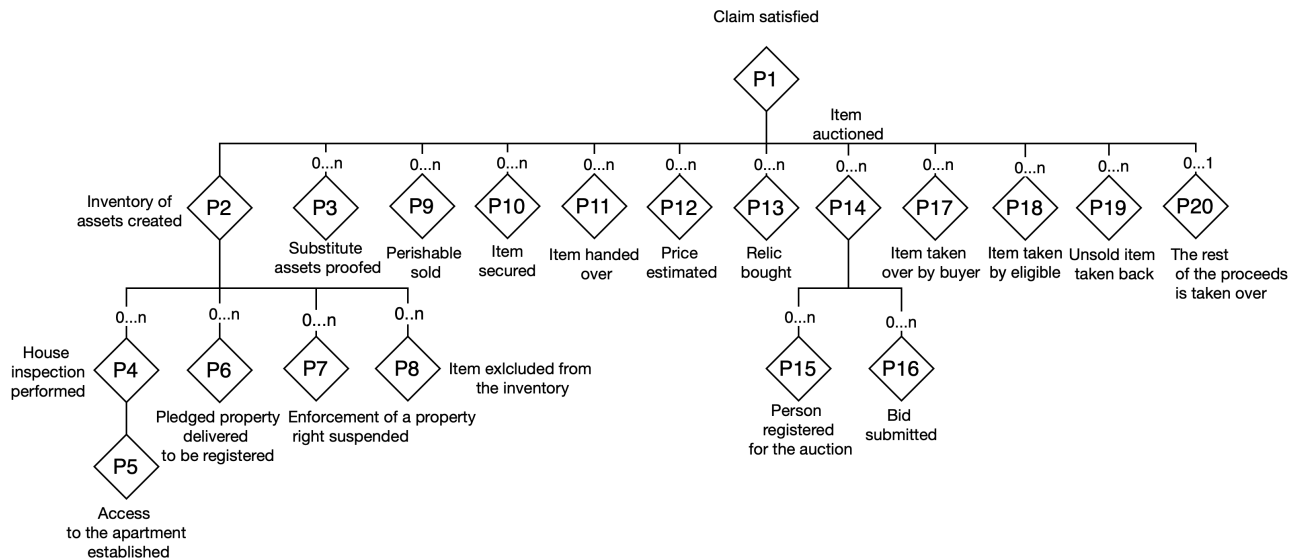 Claim satisfied
P1
Item
auctioned
0...n
0...n
0...n
0...n
0...n
0...n
0...n
0...n
0...n
0...n
0...1
Inventory of
assets created
P2
P3
P9
P10
P11
P12
P13
P14
P17
P18
P19
P20
Substitute
assets proofed
Perishable
sold
Item
secured
Item handed
over
Price
estimated
Relic
bought
Item taken
over by buyer
Item taken
by eligible
Unsold item
taken back
The rest
of the proceeds
is taken over
0...n
0...n
0...n
0...n
0...n
0...n
House
inspection
performed
P4
P6
P7
P8
Item exlcluded from
the inventory
P15
P16
Pledged property
delivered
to be registered
Enforcement of a property
right suspended
Person
registered
for the auction
Bid
submitted
P5
Access
to the apartment
established